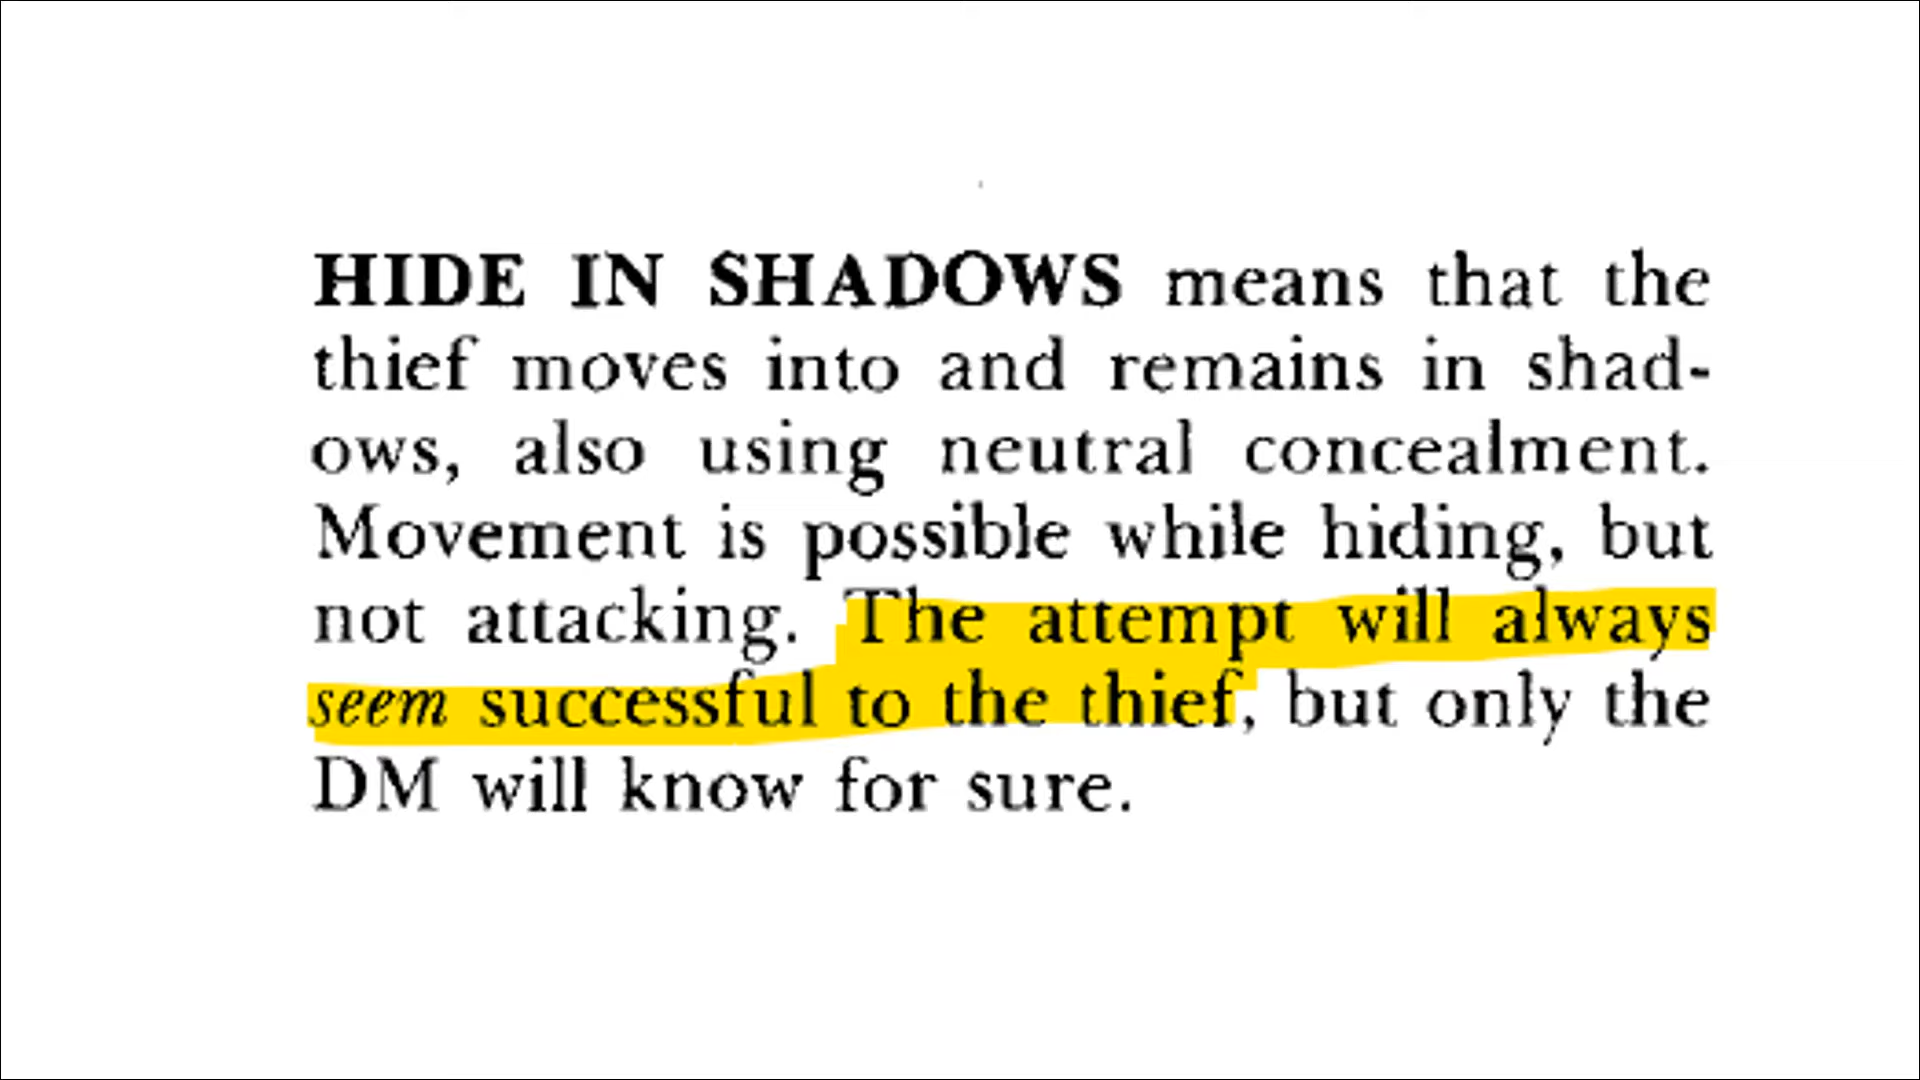 HIDE IN SHADOWS means that the
thief moves into and remains in shad-
ows, also using neutral concealment.
Movement is possible while hiding, but
not attacking. The attempt will always
seem successful to the thief, but only the
DM will know for sure.